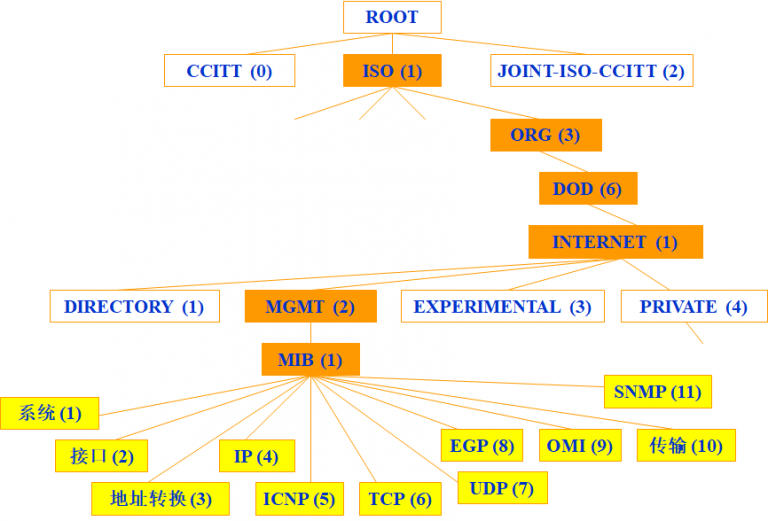 ROOT
CCITT (0)
ISO (1)
JOINT-ISO-CCITT (2)
ORG (3)
DOD (6)
INTERNET (1)
DIRECTORY (1)
MGMT (2)
EXPERIMENTAL (3)
PRIVATE (4)
MIB (1)
SNMP (11)
系统 (1)
接口 (2)
IP (4)
EGP (8)
OMI (9)
传输 (10)
地址转换 (3)
ICNP (5)
TCP (6)
UDP (7)